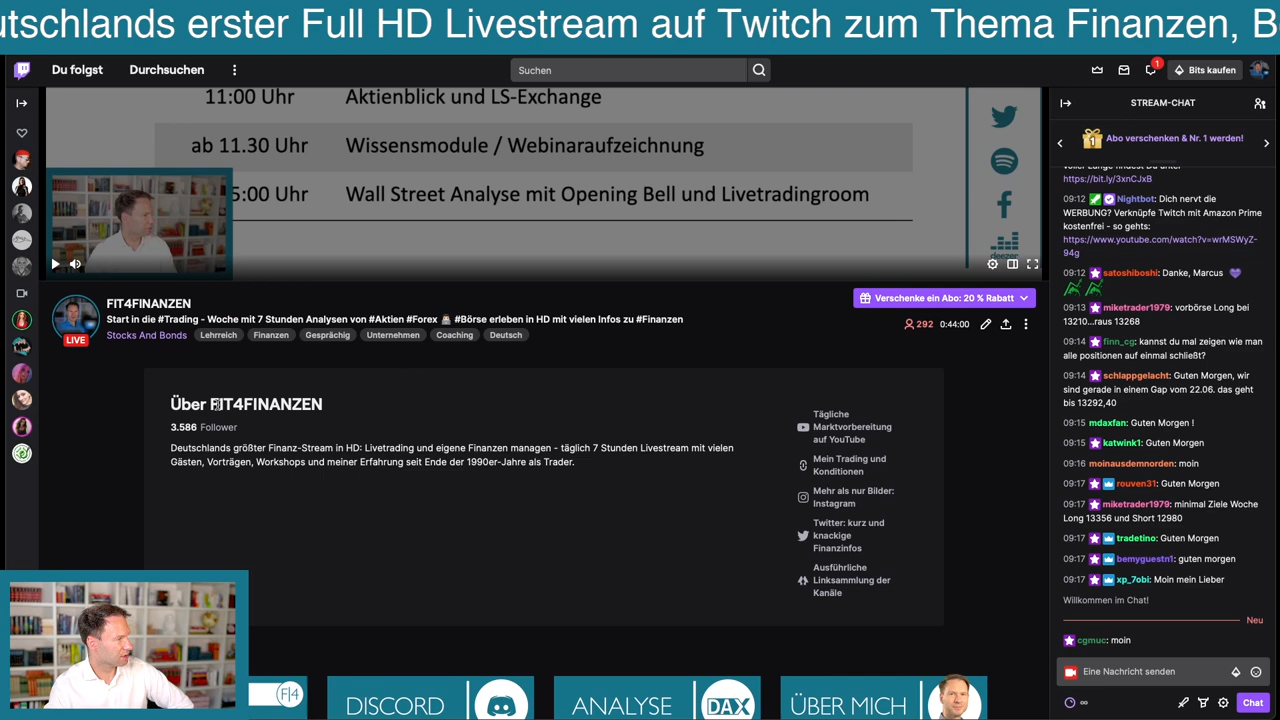 utschlands erster Full HD Livestream auf Twitch zum Thema Finanzen, B
Du folgst
Durchsuchen
Suchen
1
Bits kaufen
11:00 Uhr Aktienblick und LS-Exchange
ab 11.30 Uhr Wissensmodule / Webinaraufzeichnung
5:00 Uhr Wall Street Analyse mit Opening Bell und Livetradingroom
deezer
FIT4FINANZEN
Start in die #Trading - Woche mit 7 Stunden Analysen von #Aktien #Forex #Börse erleben in HD mit vielen Infos zu #Finanzen
Stocks And Bonds Lehrreich Finanzen Gesprächig Unternehmen Coaching Deutsch
LIVE
Verschenke ein Abo: 20 % Rabatt
292 0:44:00
Über FIT4FINANZEN
3.586 Follower
Deutschlands größter Finanz-Stream in HD: Livetrading und eigene Finanzen managen - täglich 7 Stunden Livestream mit vielen
Gästen, Vorträgen, Workshops und meiner Erfahrung seit Ende der 1990er-Jahre als Trader.
Tägliche
Marktvorbereitung
auf YouTube
Mein Trading und
Konditionen
Mehr als nur Bilder:
Instagram
Twitter: kurz und
knackige
Finanzinfos
Ausführliche
Linksammlung der
Kanäle
F|4
DISCORD
ANALYSE
DAX
ÜBER MICH
STREAM-CHAT
1
Abo verschenken & Nr. 1 werden!
voller Länge findest Du unter
https://bit.ly/3xnCJxB
09:12 Nightbot: Dich nervt die
WERBUNG? Verknüpfe Twitch mit Amazon Prime
kostenfrei - so gehts:
https://www.youtube.com/watch?v=wrMSWyZ-
94g
09:12 satoshiboshi: Danke, Marcus
09:13 miketrader1979: vorbörse Long bei
13210...raus 13268
09:14 finn_cg: kannst du mal zeigen wie man
alle positionen auf einmal schließt?
09:14 schlappgelacht: Guten Morgen, wir
sind gerade in einem Gap vom 22.06. das geht
bis 13292,40
09:15 mdaxfan: Guten Morgen !
09:15 katwink1: Guten Morgen
09:16 moinausdemnorden: moin
09:17 rouven31: Guten Morgen
09:17 miketrader1979: minimal Ziele Woche
Long 13356 und Short 12980
09:17 tradetino: Guten Morgen
09:17 bemyguestn1: guten morgen
09:17 xp_7obi: Moin mein Lieber
Willkommen im Chat!
Neu
cgmuc: moin
Eine Nachricht senden
Chat